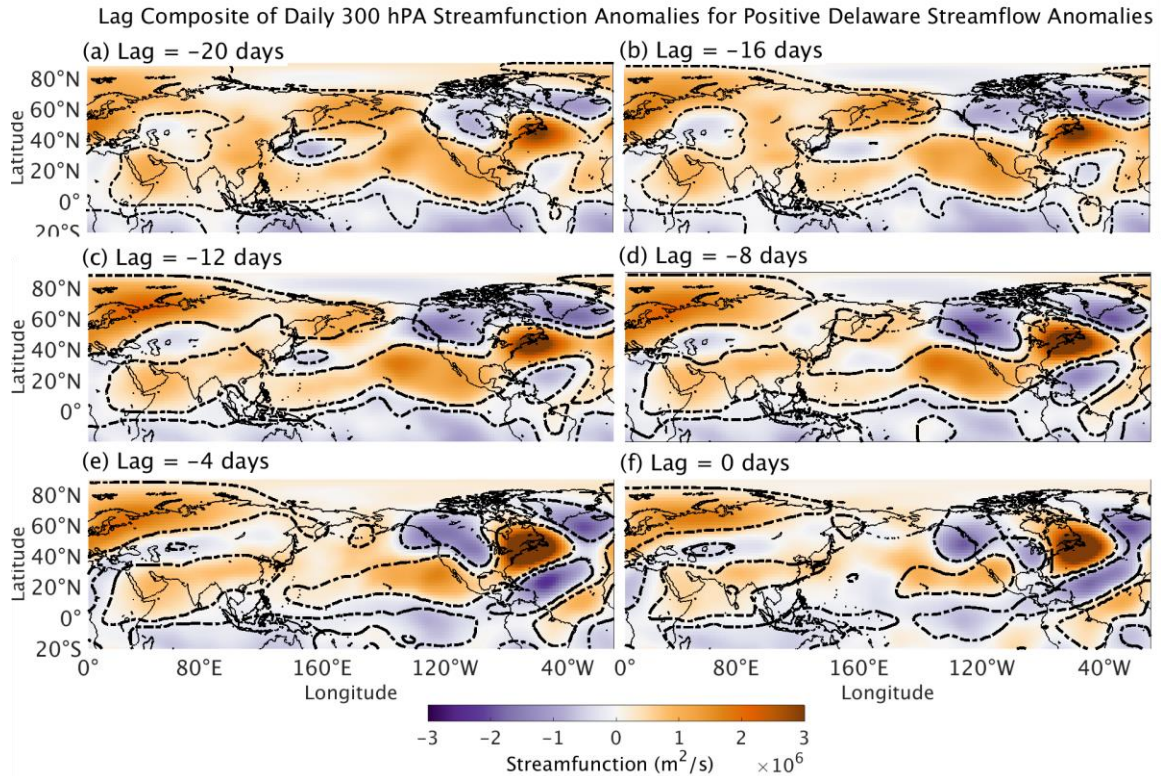 Lag Composite of Daily 300 hPA Streamfunction Anomalies for Positive Delaware Streamflow Anomalies
(a) Lag = -20 days
(b) Lag = -16 days
80°N
60°N
40°N
20°N
0°
20°S
Latitude
80°N
(c) Lag = -12 days
(d) Lag = -8 days
80°N
60°N
40°N
20°N
0°
Latitude
(e) Lag = -4 days
(f) Lag = 0 days
80°N
60°N
40°N
20°N
0°
20°S
Latitude
0° 80°E 160°E 120°W 40°W
0° 80°E 160°E 120°W 40°W
Longitude
Longitude
-3 -2 -1 0 1 2 3
Streamfunction (m²/s) ×10⁶